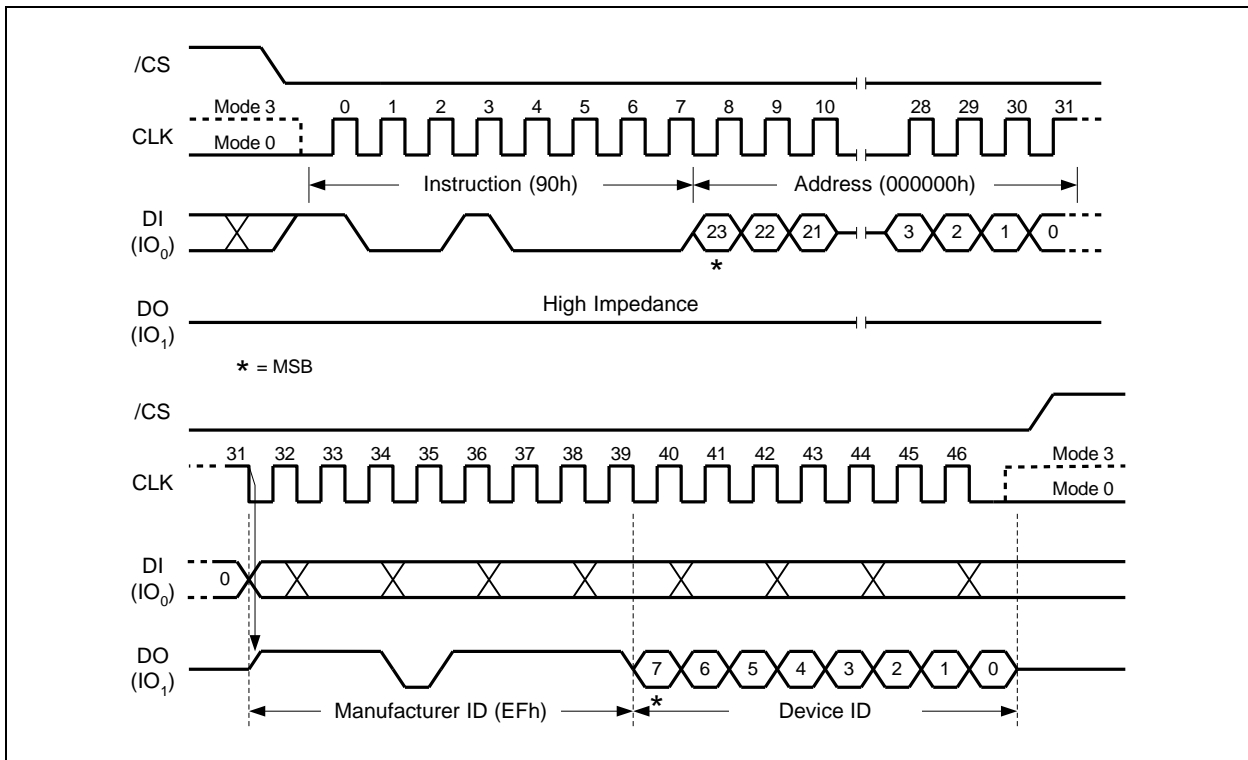 /CS
Mode 3
0 1 2 3 4 5 6 7 8 9 10 28 29 30 31
CLK
Mode 0
Instruction (90h) Address (000000h)
DI
(IO0)
23 22 21 3 2 1 0
*
High Impedance
DO
(IO1)
* = MSB
/CS
31 32 33 34 35 36 37 38 39 40 41 42 43 44 45 46
Mode 3
CLK
Mode 0
DI
(IO0)
0
DO
(IO1)
7 6 5 4 3 2 1 0
*
Manufacturer ID (EFh) Device ID